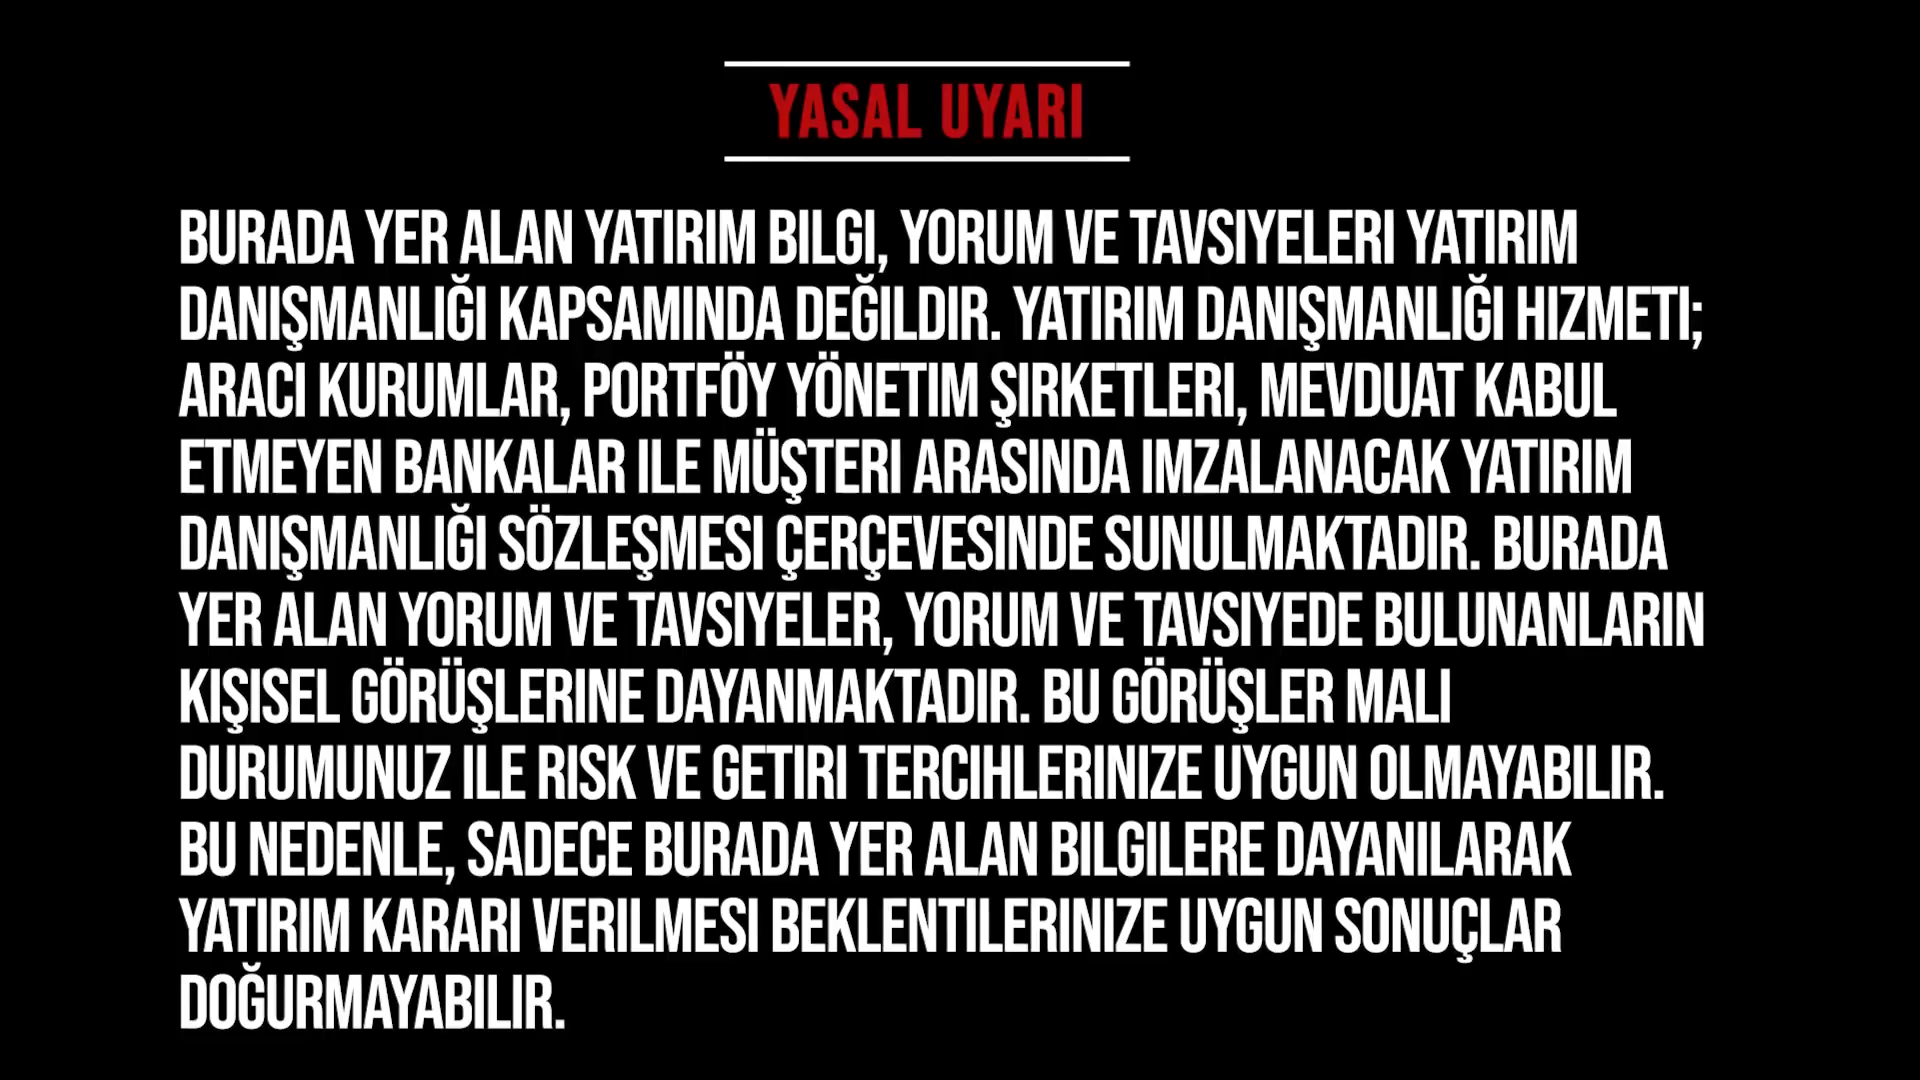 YASAL UYARI
BURADA YER ALAN YATIRIM BILGI, YORUM VE TAVSIYELERI YATIRIM
DANIŞMANLIĞI KAPSAMINDA DEĞILDIR. YATIRIM DANIŞMANLIĞI HIZMETI;
ARACI KURUMLAR, PORTFÖY YÖNETIM ŞIRKETLERI, MEVDUAT KABUL
ETMEYEN BANKALAR ILE MÜŞTERI ARASINDA IMZALANACAK YATIRIM
DANIŞMANLIĞI SÖZLEŞMESI ÇERÇEVESINDE SUNULMAKTADIR. BURADA
YER ALAN YORUM VE TAVSIYELER, YORUM VE TAVSIYEDE BULUNANLARIN
KIŞISEL GÖRÜŞLERINE DAYANMAKTADIR. BU GÖRÜŞLER MALI
DURUMUNUZ ILE RISK VE GETIRI TERCIHLERINIZE UYGUN OLMAYABILIR.
BU NEDENLE, SADECE BURADA YER ALAN BILGILERE DAYANILARAK
YATIRIM KARARI VERILMESI BEKLENTILERINIZE UYGUN SONUÇLAR
DOĞURMAYABILIR.